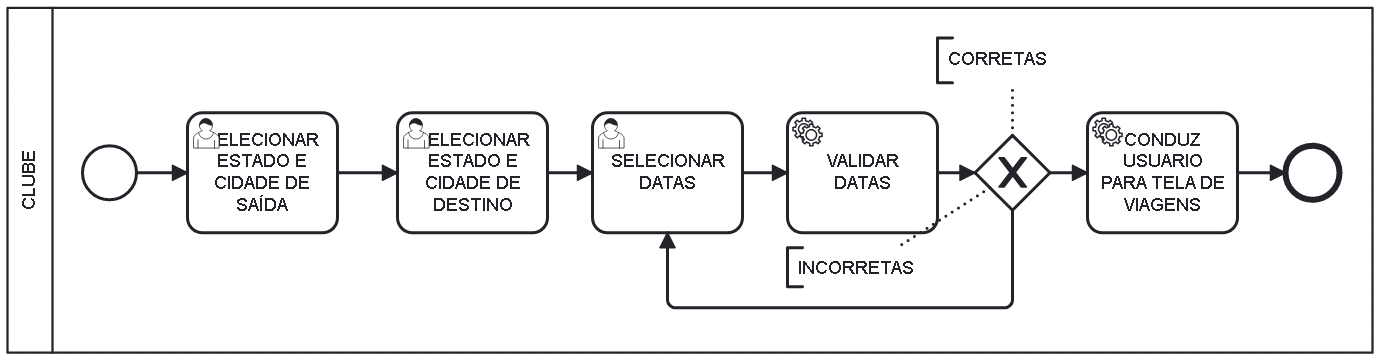 CLUBE
ELECIONAR
ESTADO E
CIDADE DE
SAÍDA
ELECIONAR
ESTADO E
CIDADE DE
DESTINO
SELECIONAR
DATAS
VALIDAR
DATAS
CORRETAS
INCORRETAS
X
CONDUZ
USUARIO
PARA TELA DE
VIAGENS